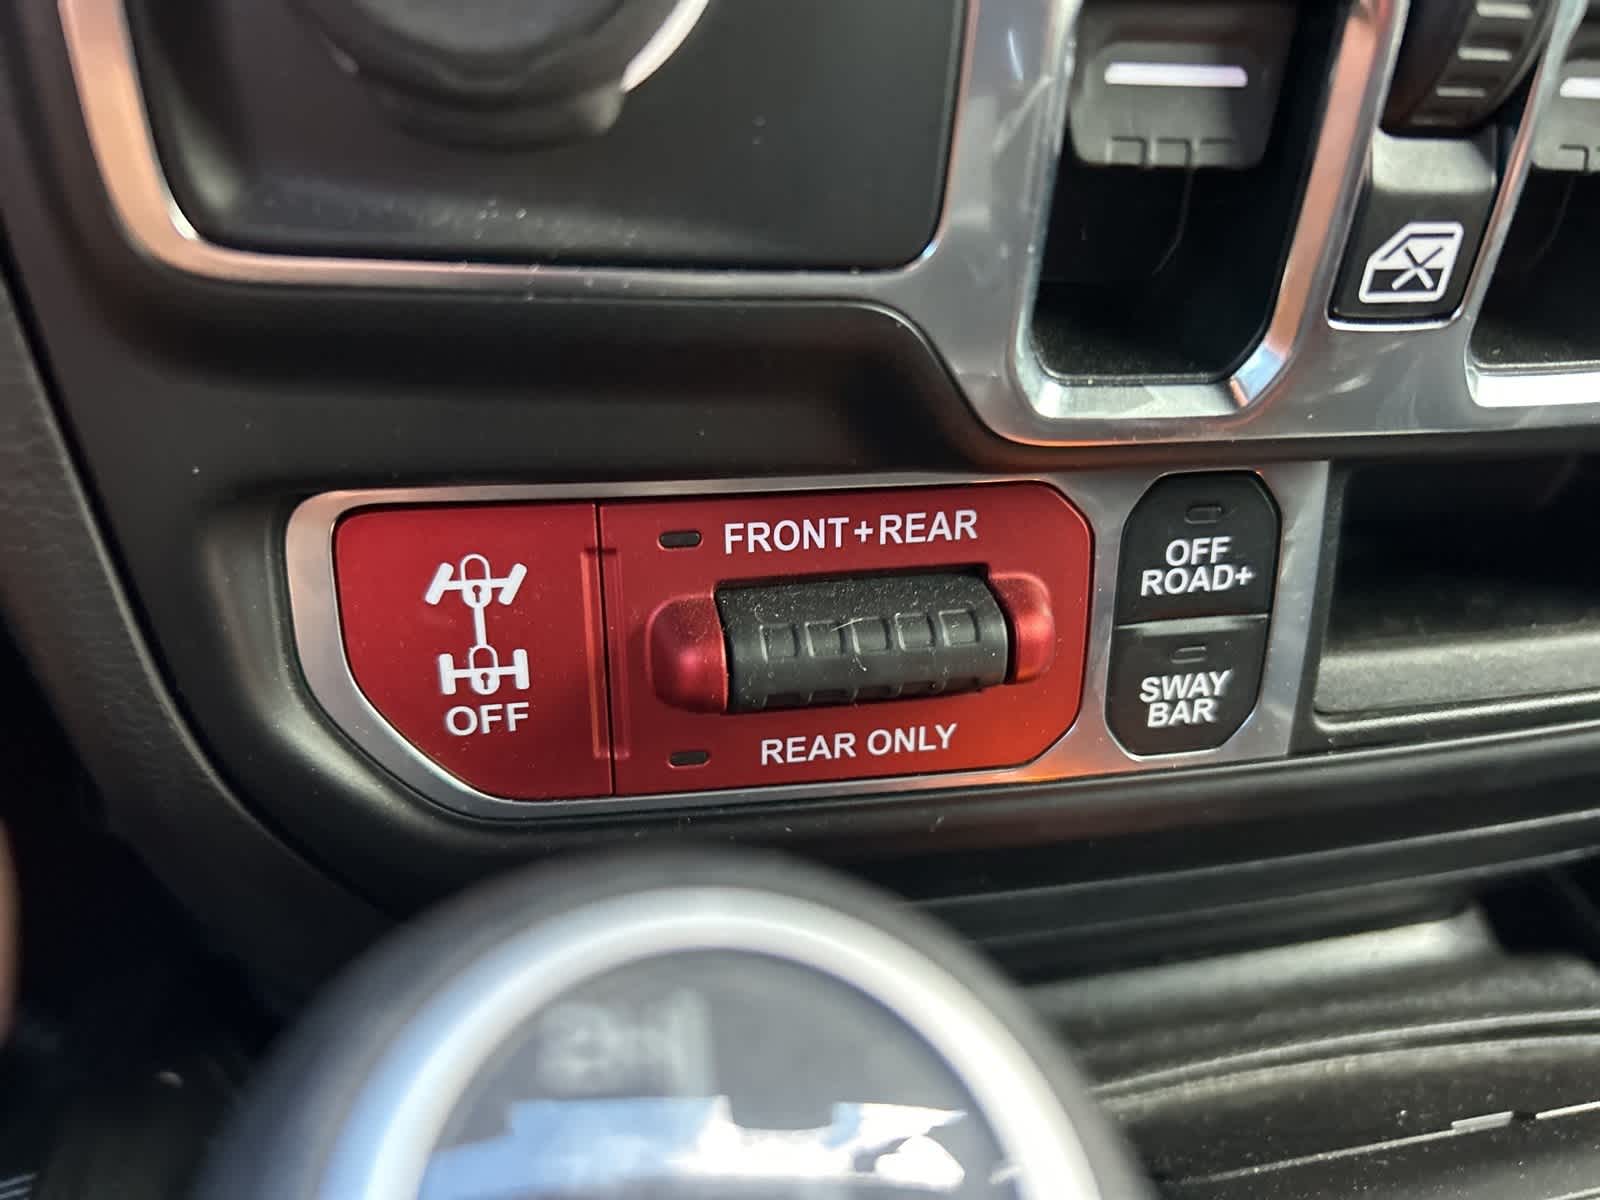 FRONT+REAR
OFF
REAR ONLY
OFF
ROAD+
SWAY
BAR